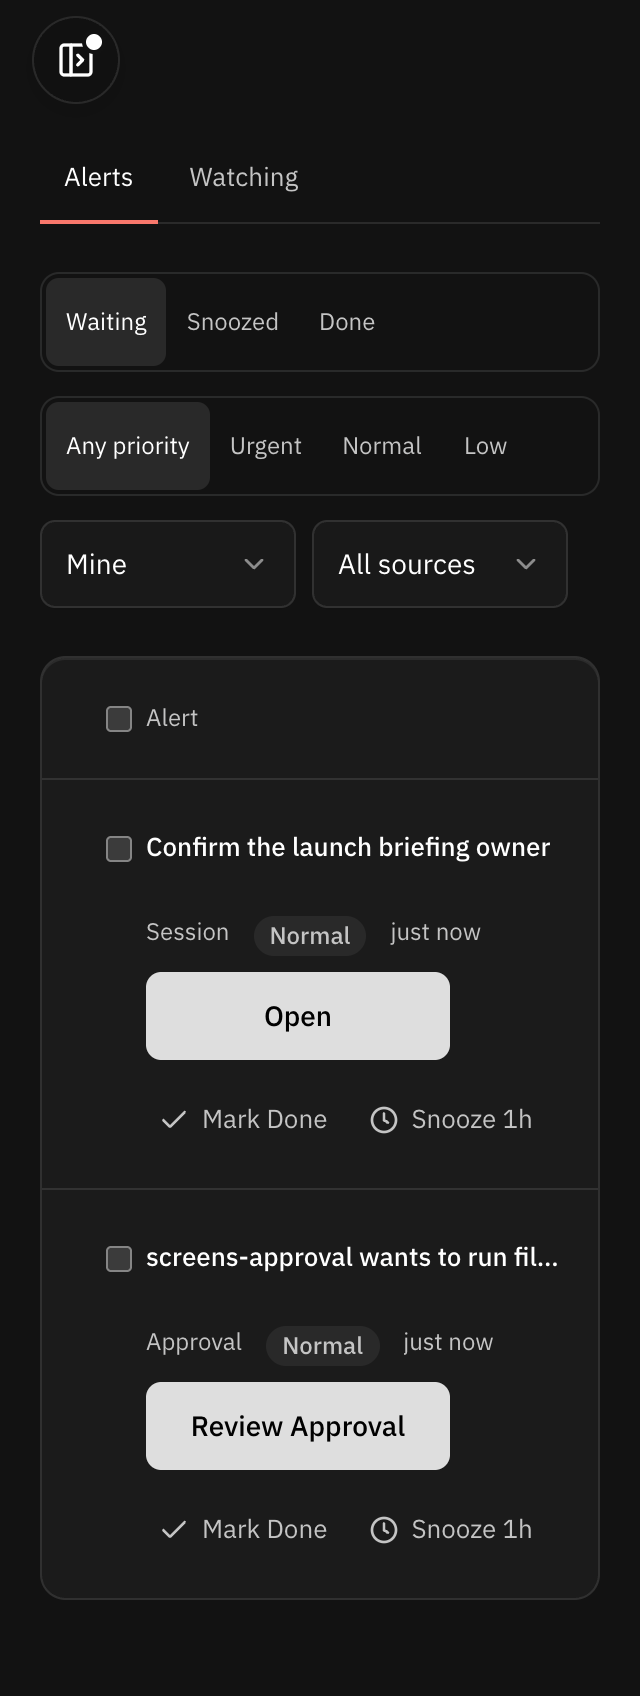 Alerts Watching
Waiting Snoozed Done
Any priority Urgent Normal Low
Mine All sources
Alert
Confirm the launch briefing owner
Session Normal just now
Open
Mark Done Snooze 1h
screens-approval wants to run fil...
Approval Normal just now
Review Approval
Mark Done Snooze 1h